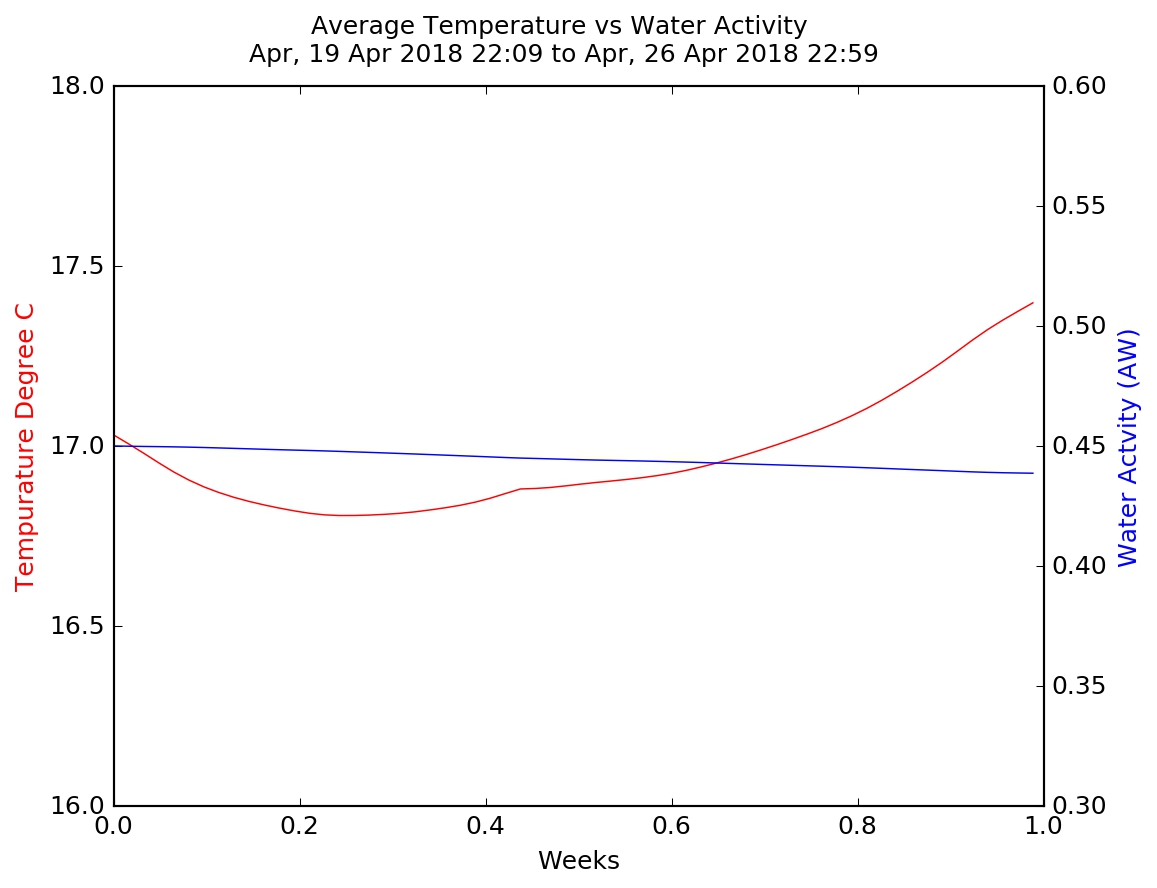 Average Temperature vs Water Activity
Apr, 19 Apr 2018 22:09 to Apr, 26 Apr 2018 22:59
18.0
17.5
17.0
16.5
16.0
Tempurature Degree C
0.60
0.55
0.50
0.45
0.40
0.35
0.30
Water Actvity (AW)
0.0 0.2 0.4 0.6 0.8 1.0
Weeks